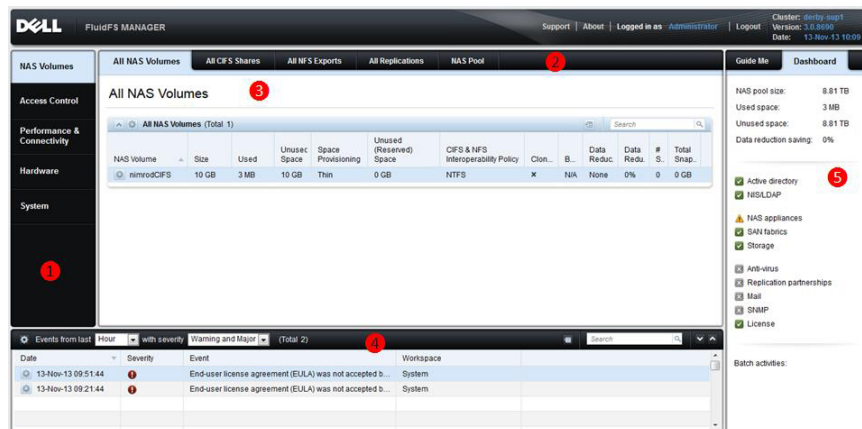 DELL FluidFS MANAGER
Support | About | Logged in as Administrator | Logout
Cluster: derby-sup1
Version: 3.0.8690
Date: 13-Nov-13 10:09
NAS Volumes
Access Control
Performance & Connectivity
Hardware
System
1
All NAS Volumes All CIFS Shares All NFS Exports All Replications NAS Pool 2
All NAS Volumes 3
All NAS Volumes (Total 1) Search
NAS Volume Size Used Unusec Space Space Provisioning Unused (Reserved) Space CIFS & NFS Interoperability Policy Clon... B... Data Reduc. Data Redu. # S.. Total Snap..
nimrodCIFS 10 GB 3 MB 10 GB Thin 0 GB NTFS x N/A None 0% 0 0 GB
Guide Me Dashboard
NAS pool size: 8.81 TB
Used space: 3 MB
Unused space: 8.81 TB
Data reduction saving: 0%
Active directory 5
NIS/LDAP
NAS appliances
SAN fabrics
Storage
Anti-virus
Replication partnerships
Mail
SNMP
License
Batch activities:
Events from last Hour with severity Warning and Major (Total 2) 4 Search
Date Severity Event Workspace
13-Nov-13 09:51:44 End-user license agreement (EULA) was not accepted b... System
13-Nov-13 09:21:44 End-user license agreement (EULA) was not accepted b... System